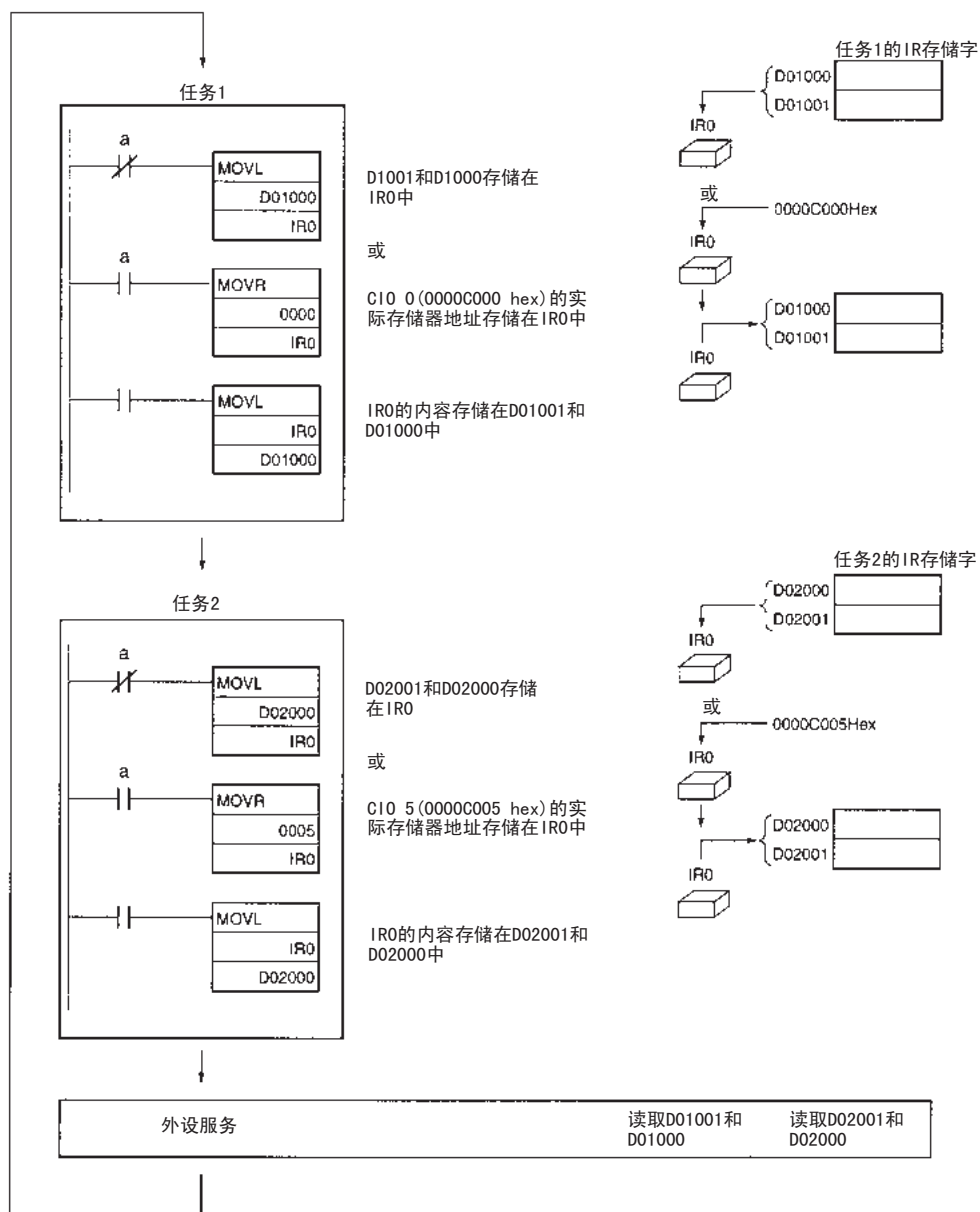 任务1
a
MOVL
D01000
IR0
D1001和D1000存储在
IR0中
或
a
MOVR
0000
IR0
CIO 0(0000C000 hex)的实
际存储器地址存储在IR0中
MOVL
IR0
D01000
IR0的内容存储在D01001和
D01000中
任务1的IR存储字
D01000
D01001
IR0
或
0000C000Hex
IR0
D01000
D01001
IR0
任务2
a
MOVL
D02000
IR0
D02001和D02000存储
在IR0
或
a
MOVR
0005
IR0
CIO 5(0000C005 hex)的实
际存储器地址存储在IR0中
MOVL
IR0
D02000
IR0的内容存储在D02001和
D02000中
任务2的IR存储字
D02000
D02001
IR0
或
0000C005Hex
IR0
D02000
D02001
IR0
外设服务
读取D01001和
D01000
读取D02001和
D02000